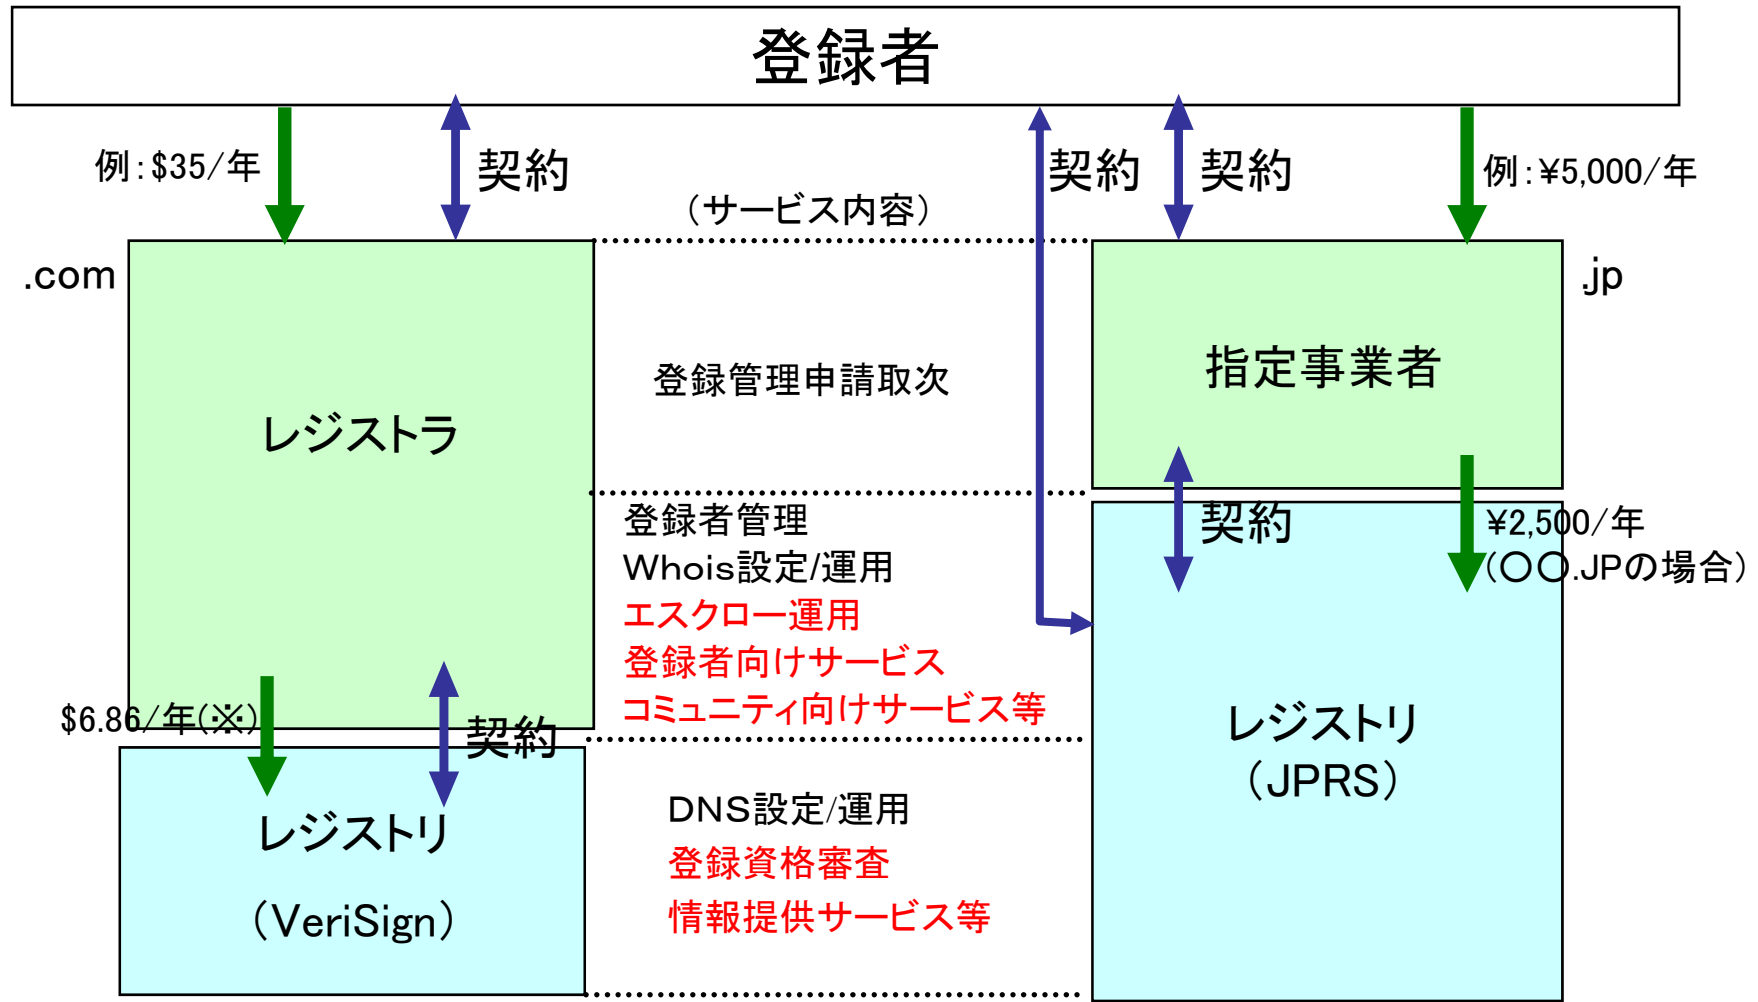 登録者
例:$35/年
契約
契約
契約
例:¥5,000/年
（サービス内容）
.com
.jp
登録管理申請取次
指定事業者
レジストラ
登録者管理
Whois設定/運用
エスクロー運用
登録者向けサービス
コミュニティ向けサービス等
契約
¥2,500/年
(〇〇.JPの場合)
$6.86/年(※)
契約
レジストリ
（JPRS）
レジストリ
（VeriSign）
DNS設定/運用
登録資格審査
情報提供サービス等